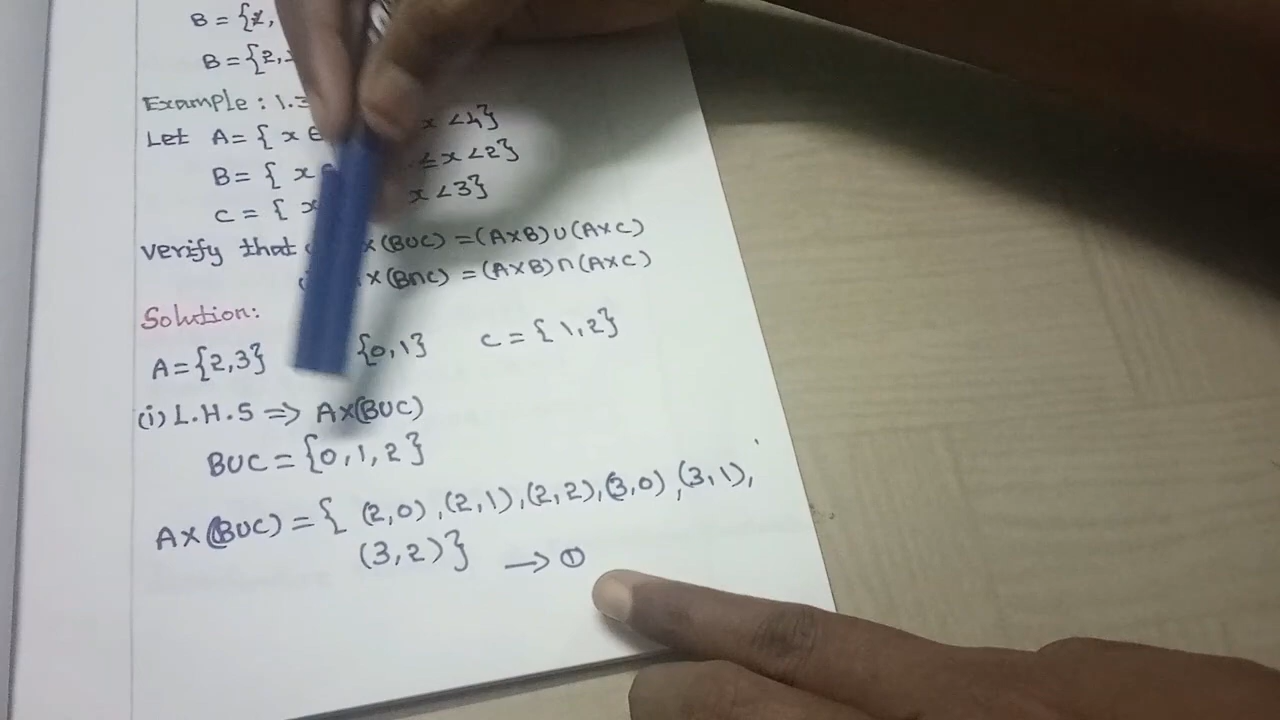 B = {1,
B = {2,
Example: 1.3
Let A = { x ∈ x < 4}
B = { x ≤ x < 2}
C = { x x < 3}
Verify that x (B∪C) = (A×B)∪(A×C)
×(B∩C) = (A×B)∩(A×C)
Solution:
A = {2,3} {0,1} C = { 1,2}
(i) L.H.S => A×(B∪C)
B∪C = {0,1,2}
A×(B∪C) = { (2,0), (2,1), (2,2), (3,0), (3,1),
(3,2)} → ①